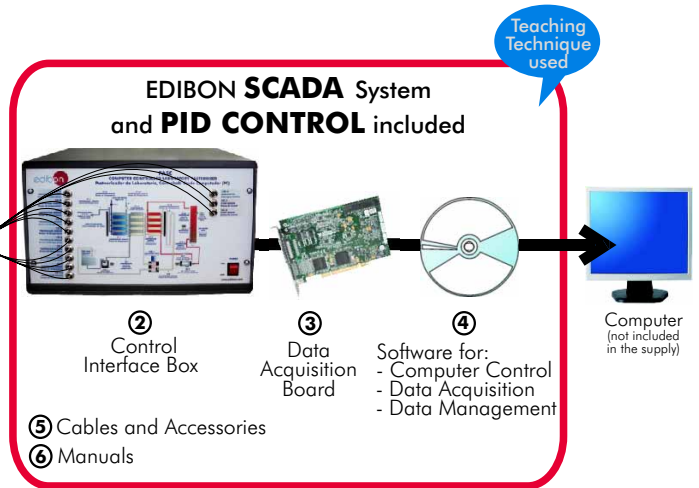 Teaching
Technique
used
EDIBON SCADA System
and PID CONTROL included
edibon
2
Control
Interface Box
3
Data
Acquisition
Board
4
Software for:
- Computer Control
- Data Acquisition
- Data Management
Computer
(not included
in the supply)
5 Cables and Accessories
6 Manuals